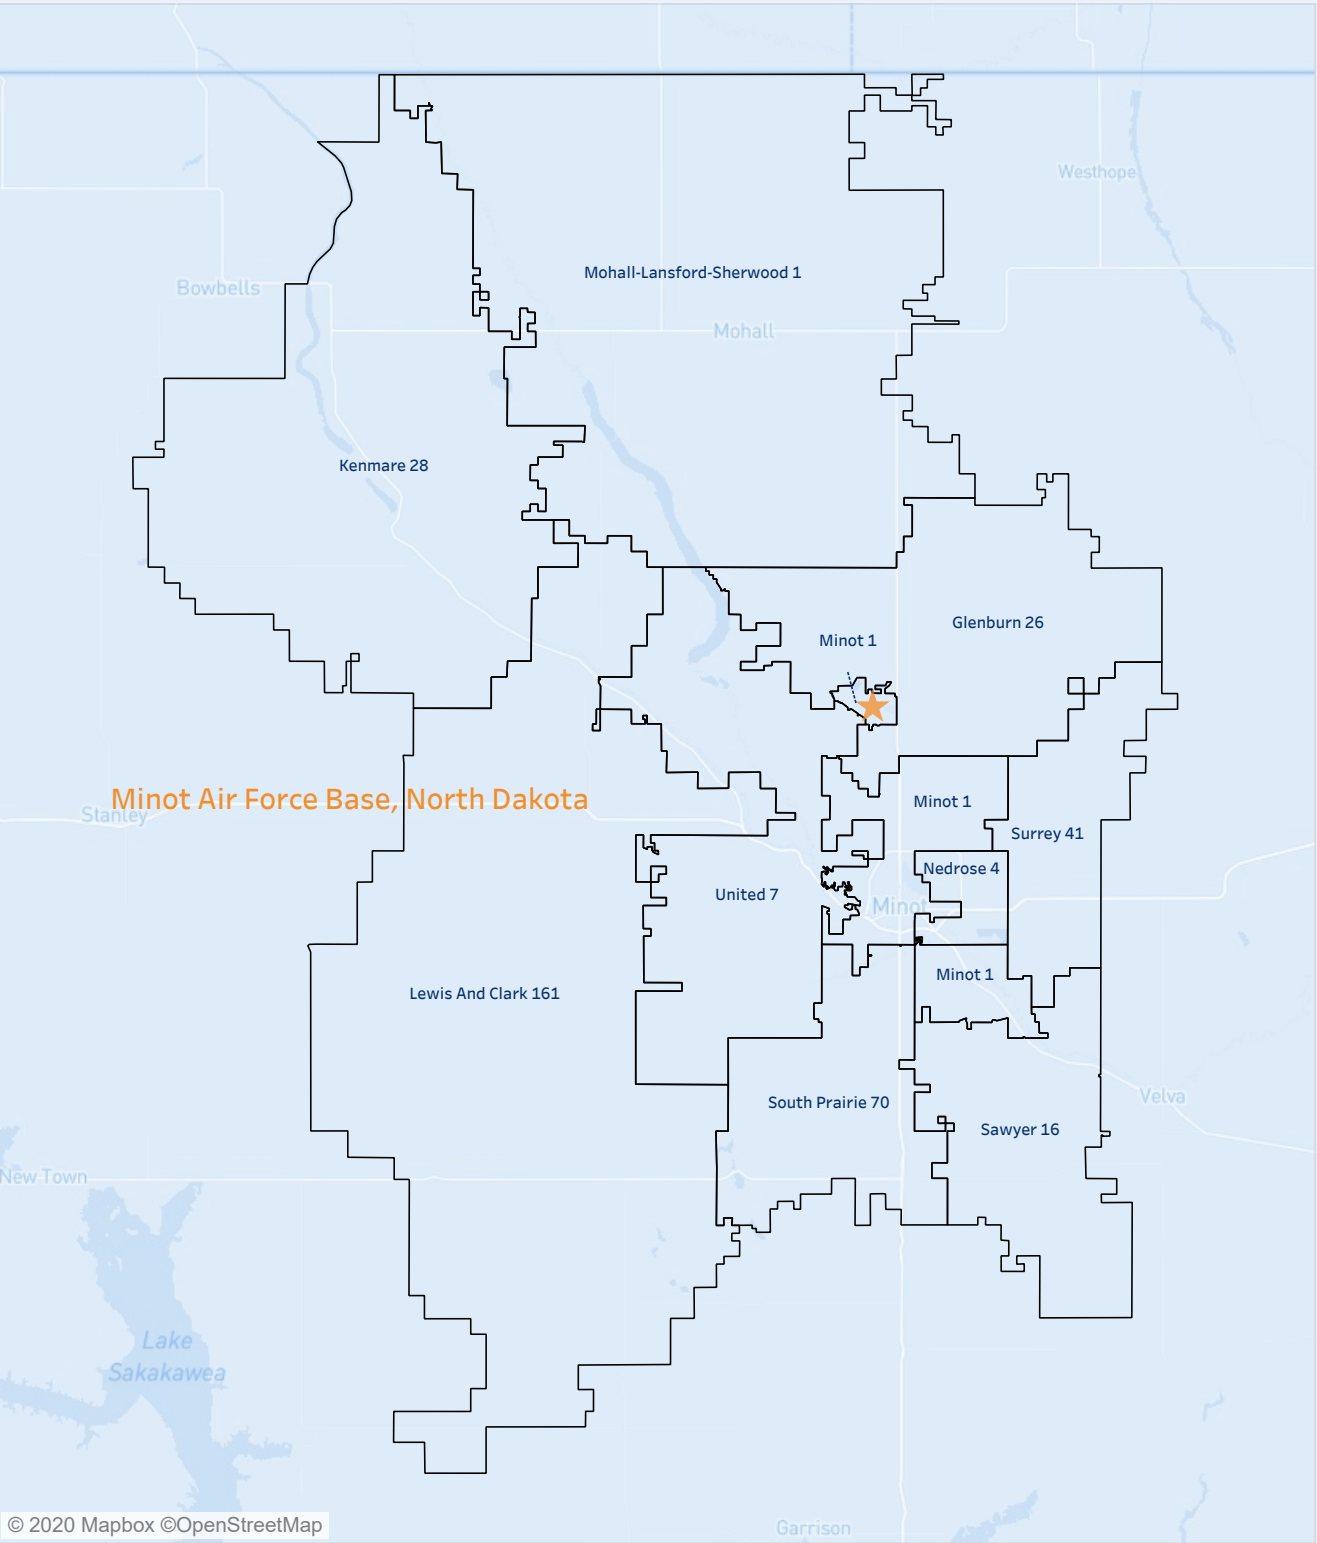 Westhope
Mohall-Lansford-Sherwood 1
Bowbells
Mohall
Kenmare 28
Glenburn 26
Minot 1
Minot Air Force Base, North Dakota
Stanley
Minot 1
Surrey 41
Nedrose 4
United 7
Minot
Minot 1
Lewis And Clark 161
South Prairie 70
Velva
Sawyer 16
New Town
Lake
Sakakawea
© 2020 Mapbox ©OpenStreetMap
Garrison